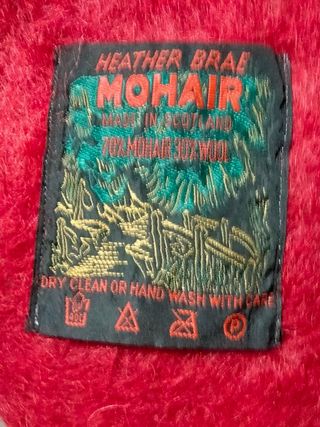 HEATHER BRAE
MOHAIR
MADE IN SCOTLAND
70% MOHAIR 30% WOOL
DRY CLEAN OR HAND WASH WITH CARE
P